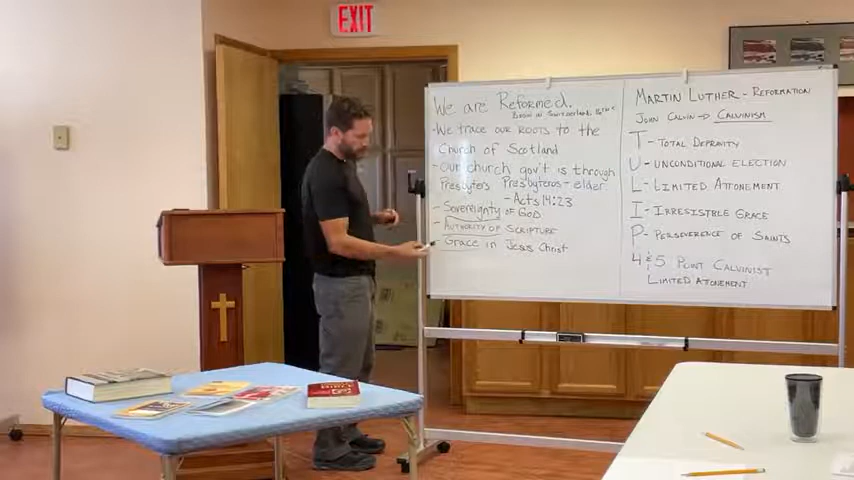 EXIT
We are Reformed.
Began in Switzerland
- We trace our roots to the
Church of Scotland
- Our church gov't is through
Presbyters Presbyteros - elder.
- Acts 14:23
- Sovereignty of God
- Authority of Scripture
- Grace in Jesus Christ
Martin Luther - Reformation
John Calvin → Calvinism
T - Total Depravity
U - Unconditional Election
L - Limited Atonement
I - Irresistble Grace
P - Perseverance of Saints
4 & 5 Point Calvinist
Limited Atonement